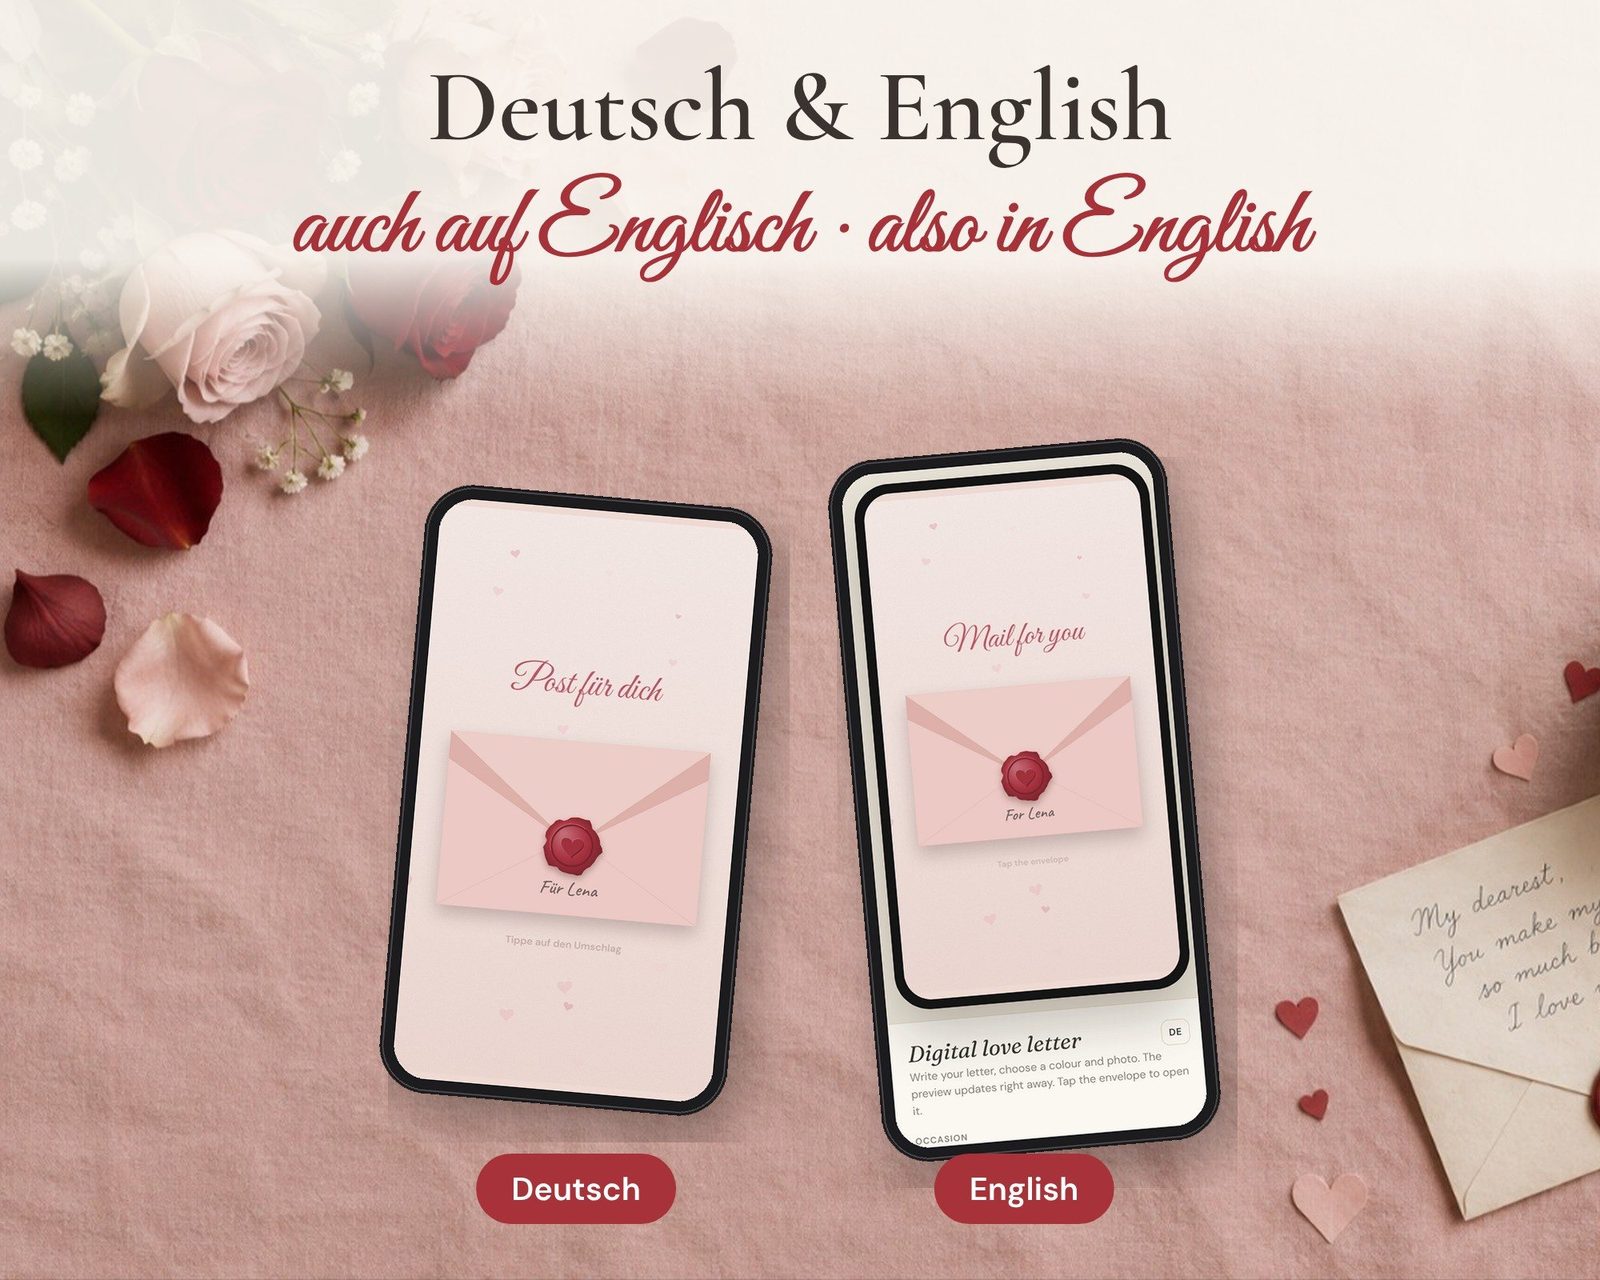 Deutsch & English
auch auf Englisch · also in English
Post für dich
Für Lena
Tippe auf den Umschlag
Mail for you
For Lena
Tap the envelope
Digital love letter
DE
Write your letter, choose a colour and photo. The
preview updates right away. Tap the envelope to open
it.
OCCASION
My dearest,
You make my
so much
I love
Deutsch
English